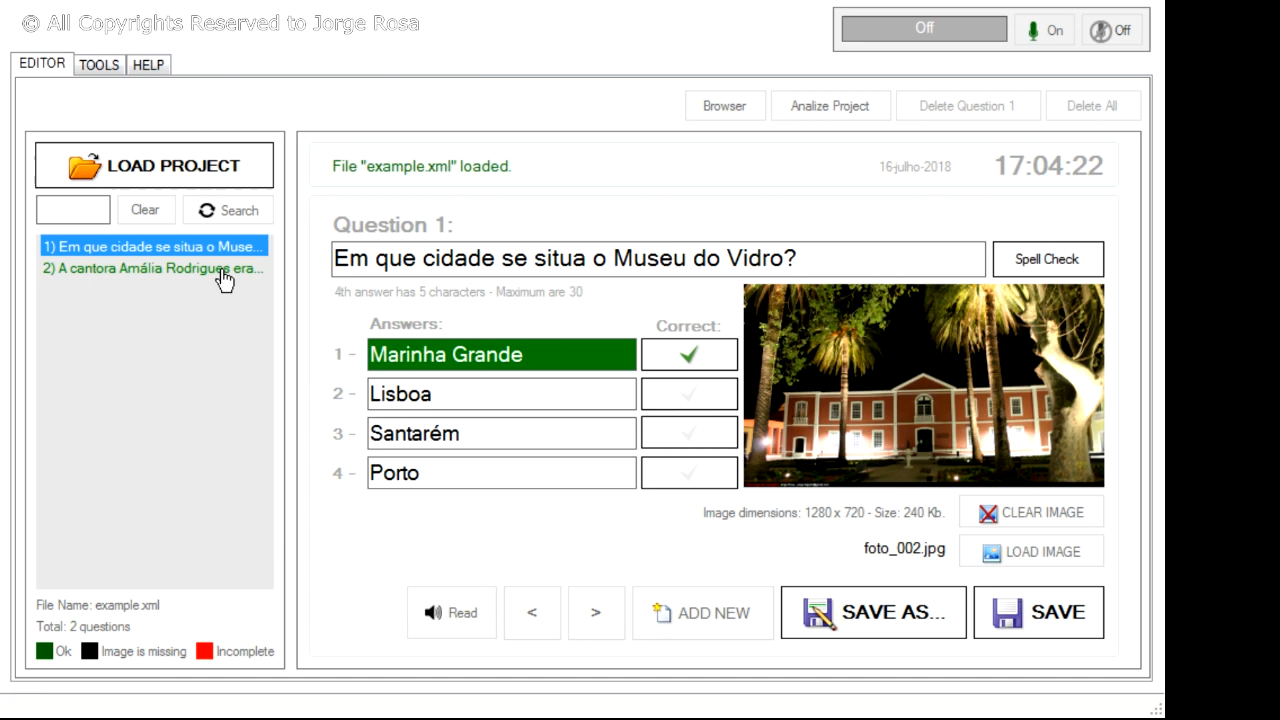 © All Copyrights Reserved to Jorge Rosa
Off
On
Off
EDITOR
TOOLS
HELP
Browser
Analize Project
Delete Question 1
Delete All
LOAD PROJECT
Clear
Search
1) Em que cidade se situa o Muse...
2) A cantora Amália Rodrigues era...
File Name: example.xml
Total: 2 questions
Ok
Image is missing
Incomplete
File "example.xml" loaded.
16-julho-2018
17:04:22
Question 1:
Em que cidade se situa o Museu do Vidro?
Spell Check
4th answer has 5 characters - Maximum are 30
Answers:
Correct:
1 - Marinha Grande
2 - Lisboa
3 - Santarém
4 - Porto
Image dimensions: 1280 x 720 - Size: 240 Kb.
CLEAR IMAGE
foto_002.jpg
LOAD IMAGE
Read
<
>
ADD NEW
SAVE AS...
SAVE